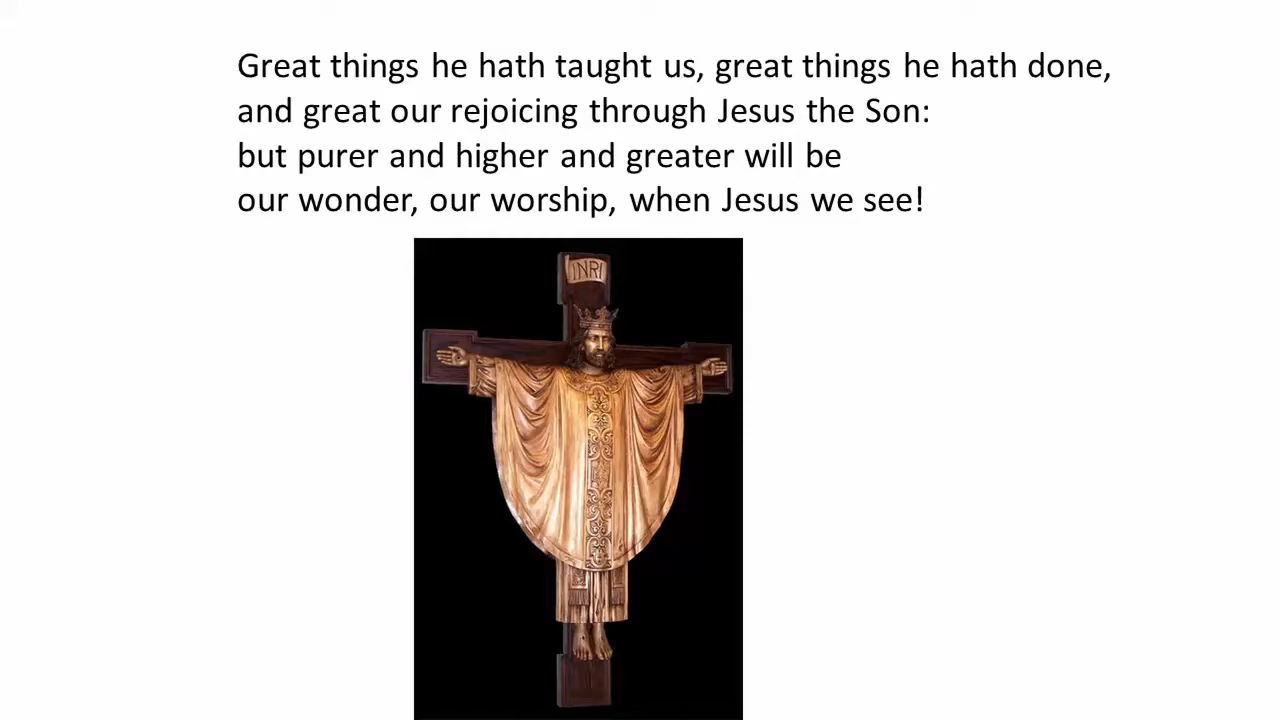 Great things he hath taught us, great things he hath done,
and great our rejoicing through Jesus the Son:
but purer and higher and greater will be
our wonder, our worship, when Jesus we see!
INRI